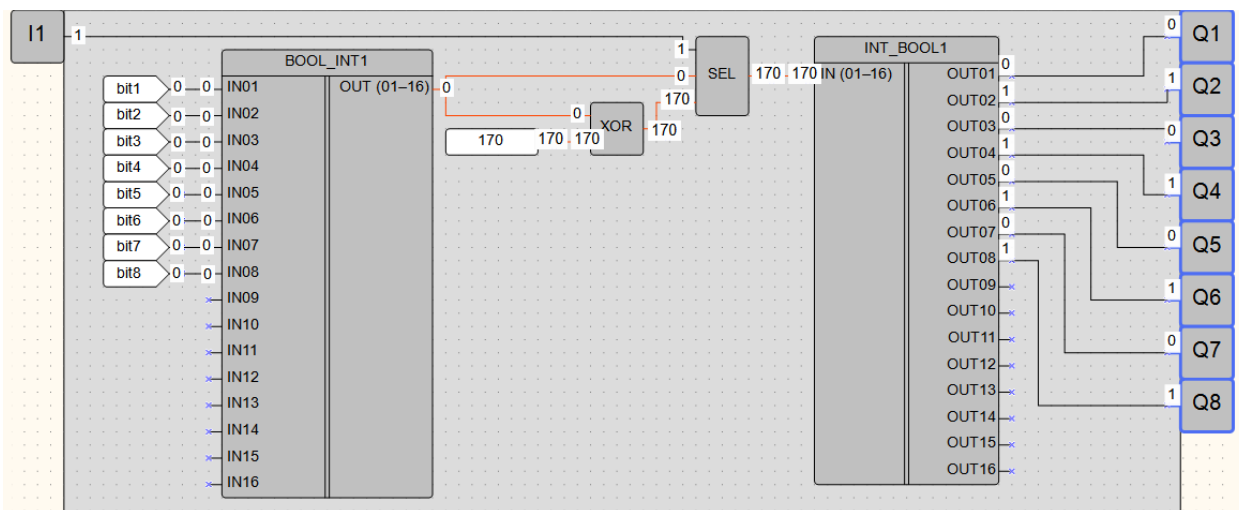 I1 1
BOOL_INT1
bit1 0 0 IN01 OUT (01–16) 0
bit2 0 0 IN02
bit3 0 0 IN03
bit4 0 0 IN04
bit5 0 0 IN05
bit6 0 0 IN06
bit7 0 0 IN07
bit8 0 0 IN08
IN09
IN10
IN11
IN12
IN13
IN14
IN15
IN16
170 170 170
0 XOR 170
1
0 SEL 170
170
INT_BOOL1
170 IN (01–16) OUT01 0
OUT02 1
OUT03 0
OUT04 1
OUT05 0
OUT06 1
OUT07 0
OUT08 1
OUT09
OUT10
OUT11
OUT12
OUT13
OUT14
OUT15
OUT16
0 Q1
1 Q2
0 Q3
1 Q4
0 Q5
1 Q6
0 Q7
1 Q8